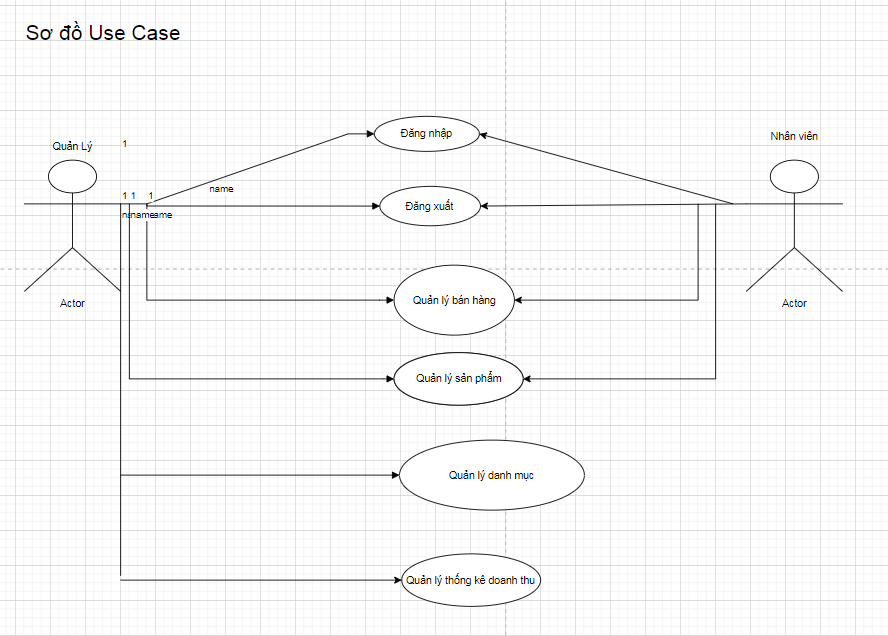 Sơ đồ Use Case
Đăng nhập
Quản Lý
1
Nhân viên
name
1 1 1
Đăng xuất
name
Quản lý bán hàng
Actor
Actor
Quản lý sản phẩm
Quản lý danh mục
Quản lý thống kê doanh thu